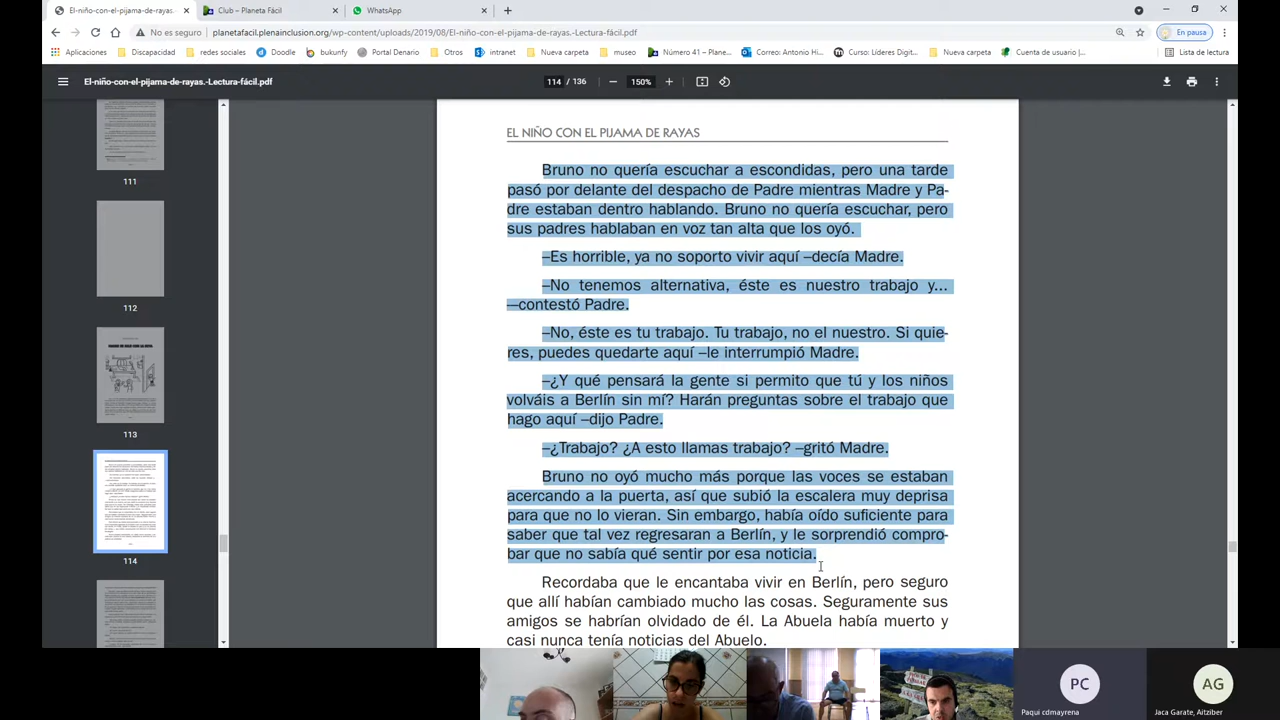 El-niño-con-el-pijama-de-rayas.-L
Club – Planeta Fácil
WhatsApp
No es seguro
planetafacil.plenainclusion.org/wp-content/uploads/2019/08/El-niño-con-el-pijama-de-rayas.-Lectura-fácil.pdf
En pausa
Aplicaciones
Discapacidad
redes sociales
Doodle
bukunfy
Portal Denario
Otros
intranet
Nueva carpeta
museo
Número 41 – Plane...
Correo: Antonio Hi...
Curso: Líderes Digit...
Nueva carpeta
Cuenta de usuario|...
Lista de lectura
El-niño-con-el-pijama-de-rayas.-Lectura-fácil.pdf
114 / 136
150%
111
112
113
114
EL NIÑO CON EL PIJAMA DE RAYAS
Bruno no quería escuchar a escondidas, pero una tarde
pasó por delante del despacho de Padre mientras Madre y Pa-
dre estaban dentro hablando. Bruno no quería escuchar, pero
sus padres hablaban en voz tan alta que los oyó.
–Es horrible, ya no soporto vivir aquí –decía Madre.
–No tenemos alternativa, éste es nuestro trabajo y...
—contestó Padre.
–No, éste es tu trabajo. Tu trabajo, no el nuestro. Si quie-
res, puedes quedarte aquí –le interrumpió Madre.
–¿Y qué pensará la gente si permito que tú y los niños
volváis a Berlín sin mí? Harán preguntas sobre el trabajo que
hago aquí –dijo Padre.
–¿Trabajo? ¿A esto llamas trabajo? –gritó Madre.
Bruno no oyó mucho más porque las voces se estaban
acercando a la puerta, así que subió la escalera muy deprisa
para que no lo vieran. Sin embargo, había oído suficiente para
saber que tal vez regresaran a Berlín, y le sorprendió compro-
bar que no sabía qué sentir por esa noticia.
Recordaba que le encantaba vivir en Berlín, pero seguro
que allí habían cambiado mucho las cosas. Seguramente sus
amigos se habrían olvidado de él. La Abuela había muerto y
casi nunca tenía noticias del Abuelo.
PC
Paqui cdmayrena
AG
Jaca Garate, Aitziber